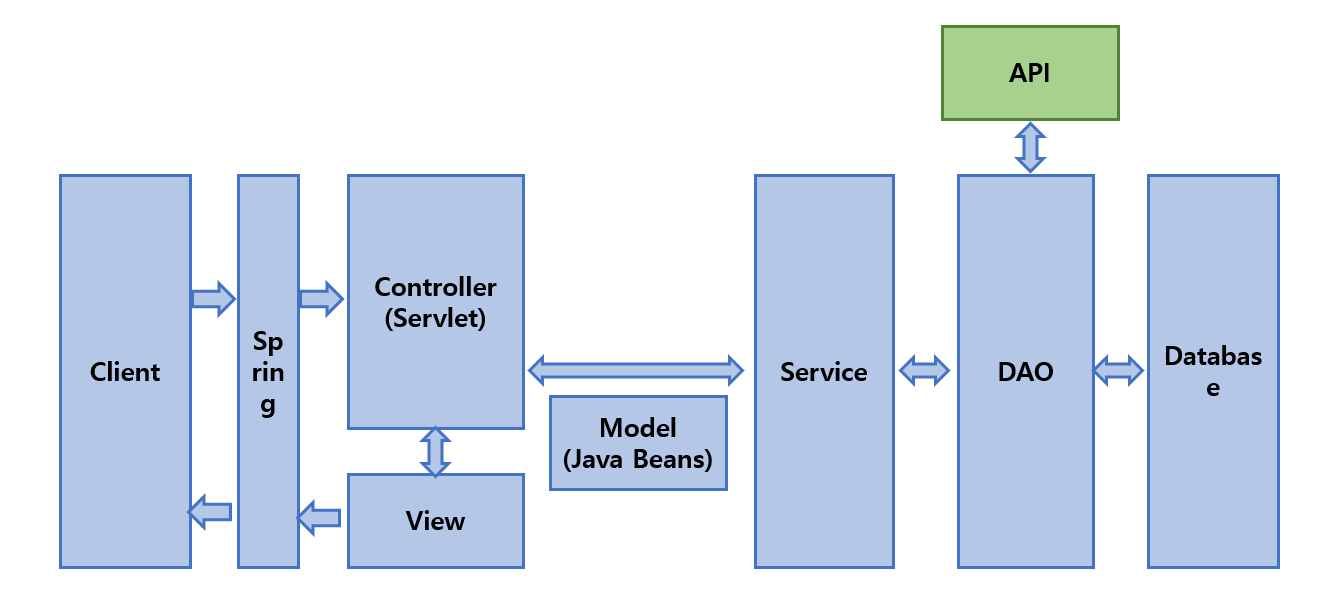 API
Client
Sp
rin
g
Controller
(Servlet)
View
Model
(Java Beans)
Service
DAO
Databas
e